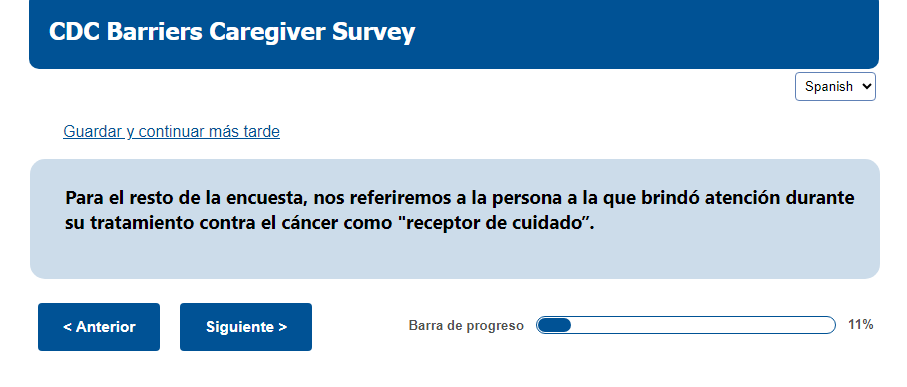 CDC Barriers Caregiver Survey
Spanish
Guardar y continuar más tarde
Para el resto de la encuesta, nos referiremos a la persona a la que brindó atención durante
su tratamiento contra el cáncer como "receptor de cuidado”.
< Anterior
Siguiente >
Barra de progreso
11%